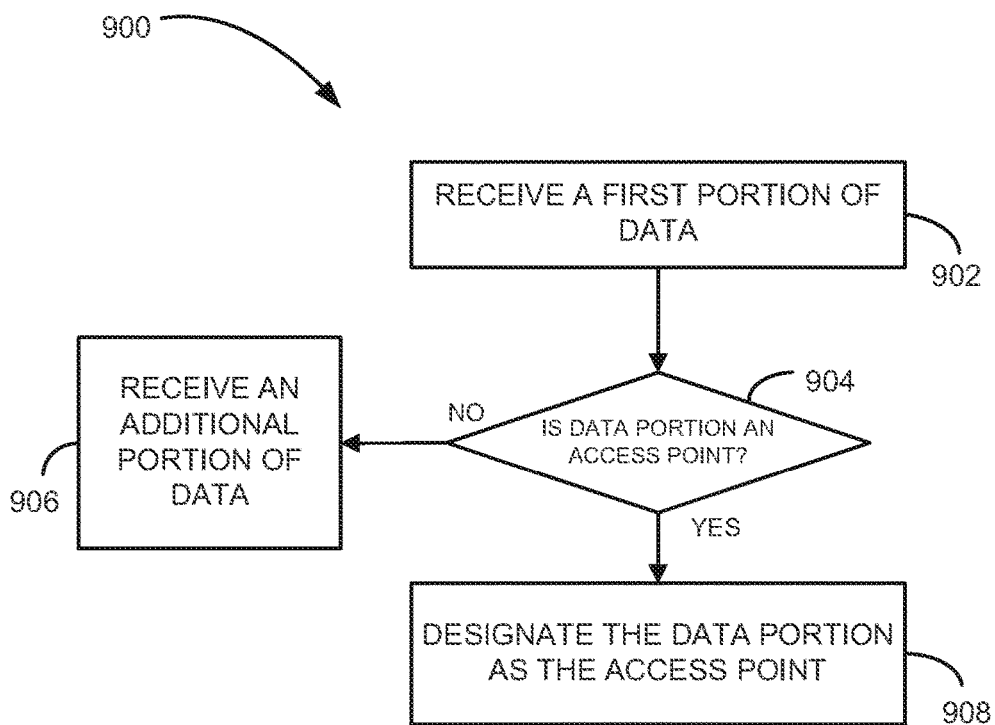 900
RECEIVE A FIRST PORTION OF
DATA
902
904
IS DATA PORTION AN
ACCESS POINT?
NO
RECEIVE AN
ADDITIONAL
PORTION OF
DATA
906
YES
DESIGNATE THE DATA PORTION
AS THE ACCESS POINT
908